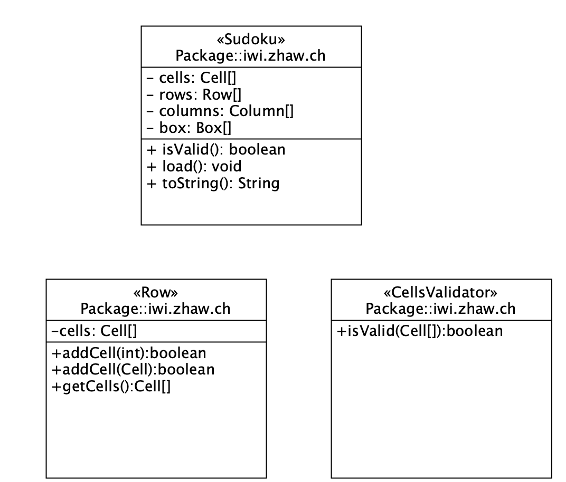 «Sudoku»
Package::iwi.zhaw.ch
- cells: Cell[]
- rows: Row[]
- columns: Column[]
- box: Box[]
+ isValid(): boolean
+ load(): void
+ toString(): String
«Row»
Package::iwi.zhaw.ch
-cells: Cell[]
+addCell(int):boolean
+addCell(Cell):boolean
+getCells():Cell[]
«CellsValidator»
Package::iwi.zhaw.ch
+isValid(Cell[]):boolean